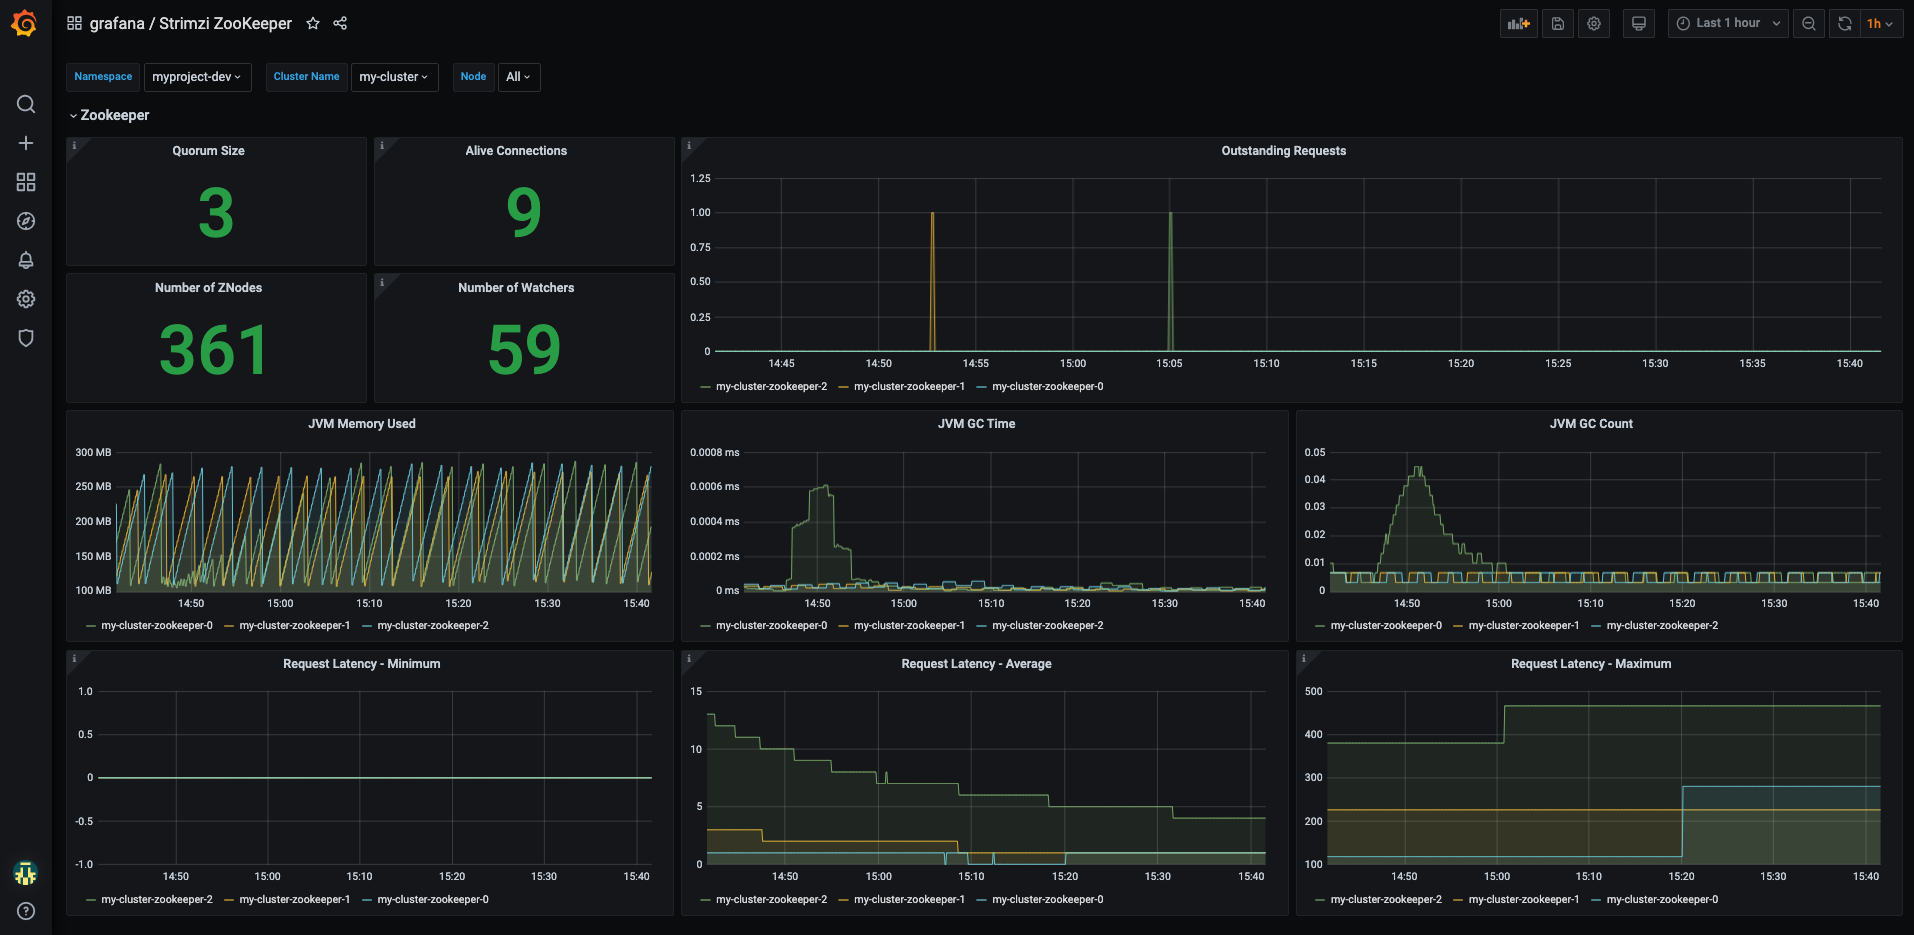 grafana / Strimzi ZooKeeper
Last 1 hour
1h
Namespace myproject-dev Cluster Name my-cluster Node All
Zookeeper
Quorum Size
3
Alive Connections
9
Number of ZNodes
361
Number of Watchers
59
Outstanding Requests
1.25
1.00
0.75
0.50
0.25
0
14:45 14:50 14:55 15:00 15:05 15:10 15:15 15:20 15:25 15:30 15:35 15:40
my-cluster-zookeeper-2 my-cluster-zookeeper-1 my-cluster-zookeeper-0
JVM Memory Used
300 MB
250 MB
200 MB
150 MB
100 MB
14:50 15:00 15:10 15:20 15:30 15:40
my-cluster-zookeeper-0 my-cluster-zookeeper-1 my-cluster-zookeeper-2
JVM GC Time
0.0008 ms
0.0006 ms
0.0004 ms
0.0002 ms
0 ms
14:50 15:00 15:10 15:20 15:30 15:40
my-cluster-zookeeper-0 my-cluster-zookeeper-1 my-cluster-zookeeper-2
JVM GC Count
0.05
0.04
0.03
0.02
0.01
0
14:50 15:00 15:10 15:20 15:30 15:40
my-cluster-zookeeper-0 my-cluster-zookeeper-1 my-cluster-zookeeper-2
Request Latency - Minimum
1.0
0.5
0
-0.5
-1.0
14:50 15:00 15:10 15:20 15:30 15:40
my-cluster-zookeeper-2 my-cluster-zookeeper-1 my-cluster-zookeeper-0
Request Latency - Average
15
10
5
0
14:50 15:00 15:10 15:20 15:30 15:40
my-cluster-zookeeper-2 my-cluster-zookeeper-1 my-cluster-zookeeper-0
Request Latency - Maximum
500
400
300
200
100
14:50 15:00 15:10 15:20 15:30 15:40
my-cluster-zookeeper-2 my-cluster-zookeeper-1 my-cluster-zookeeper-0